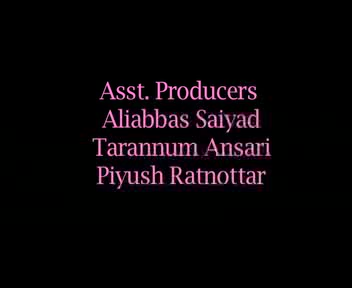 Asst. Producers
Aliabbas Saiyad
Tarannum Ansari
Piyush Ratnottar